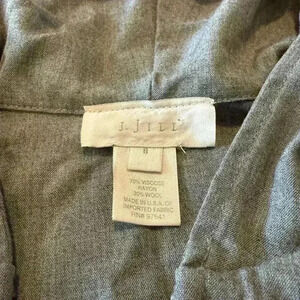 J.Jill
8
70% VISCOSE
RAYON
30% WOOL
MADE IN U.S.A. OF
IMPORTED FABRIC
RN# 97541